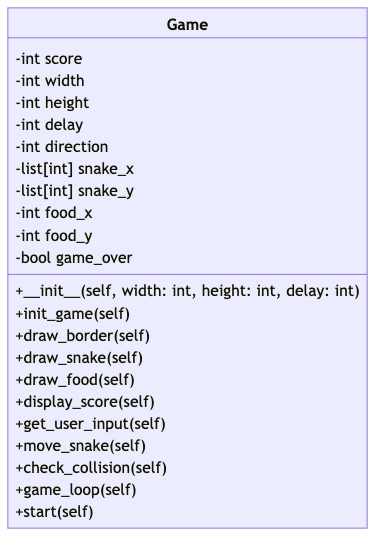 Game
-int score
-int width
-int height
-int delay
-int direction
-list[int] snake_x
-list[int] snake_y
-int food_x
-int food_y
-bool game_over
+__init__(self, width: int, height: int, delay: int)
+init_game(self)
+draw_border(self)
+draw_snake(self)
+draw_food(self)
+display_score(self)
+get_user_input(self)
+move_snake(self)
+check_collision(self)
+game_loop(self)
+start(self)